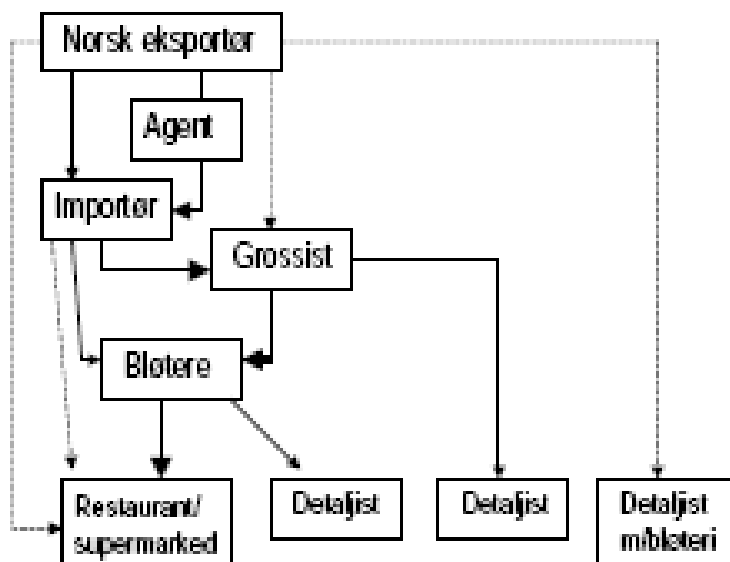 Norsk eksportør
Agent
Importør
Grossist
Bløtere
Restaurant/
supermarked
Detaljist
Detaljist
Detaljist
m/bløteri